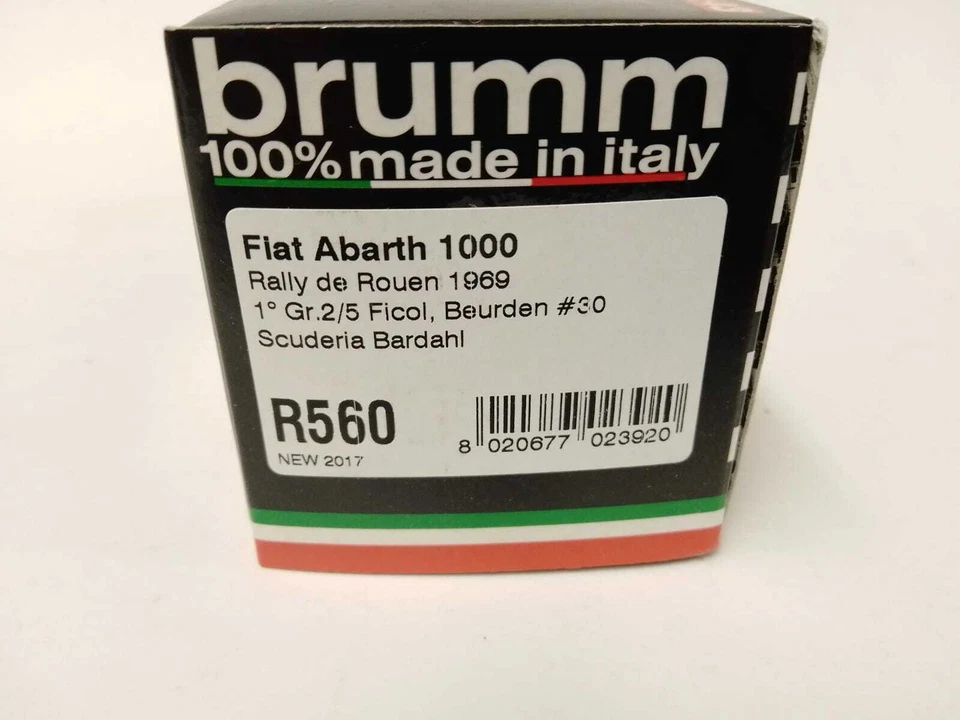 brumm
100% made in italy
Fiat Abarth 1000
Rally de Rouen 1969
1° Gr.2/5 Ficol, Beurden #30
Scuderia Bardahl
R560
NEW 2017
8 020677 023920